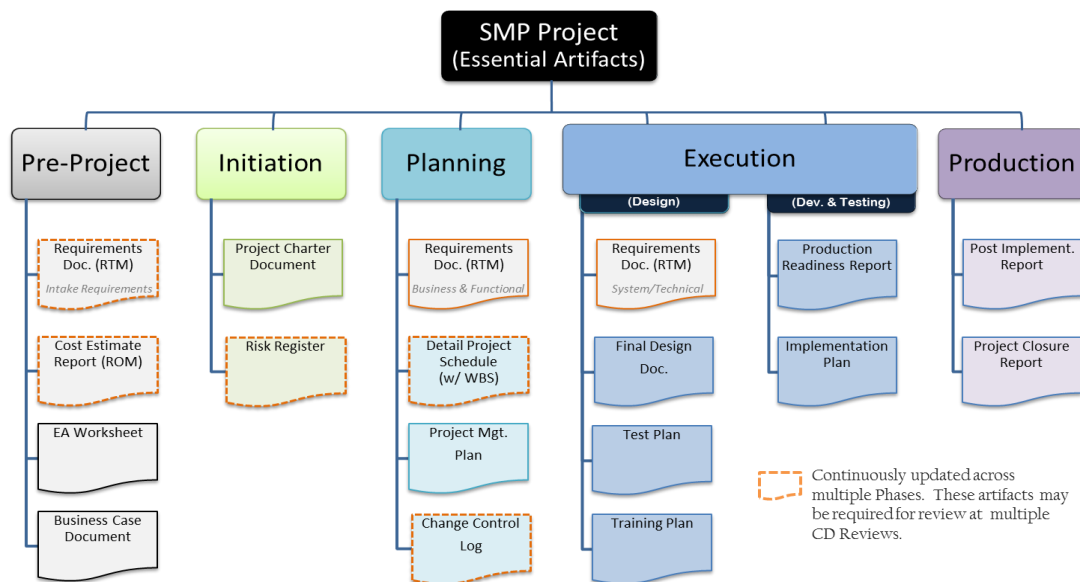 SMP Project
(Essential Artifacts)
Pre-Project
Initiation
Planning
Execution
Production
(Design)
(Dev. & Testing)
Requirements
Doc. (RTM)
Intake Requirements
Cost Estimate
Report (ROM)
EA Worksheet
Business Case
Document
Project Charter
Document
Risk Register
Requirements
Doc. (RTM)
Business & Functional
Detail Project
Schedule
(w/ WBS)
Project Mgt.
Plan
Change Control
Log
Requirements
Doc. (RTM)
System/Technical
Final Design
Doc.
Test Plan
Training Plan
Production
Readiness Report
Implementation
Plan
Post Implement.
Report
Project Closure
Report
Continuously updated across
multiple Phases. These artifacts may
be required for review at multiple
CD Reviews.